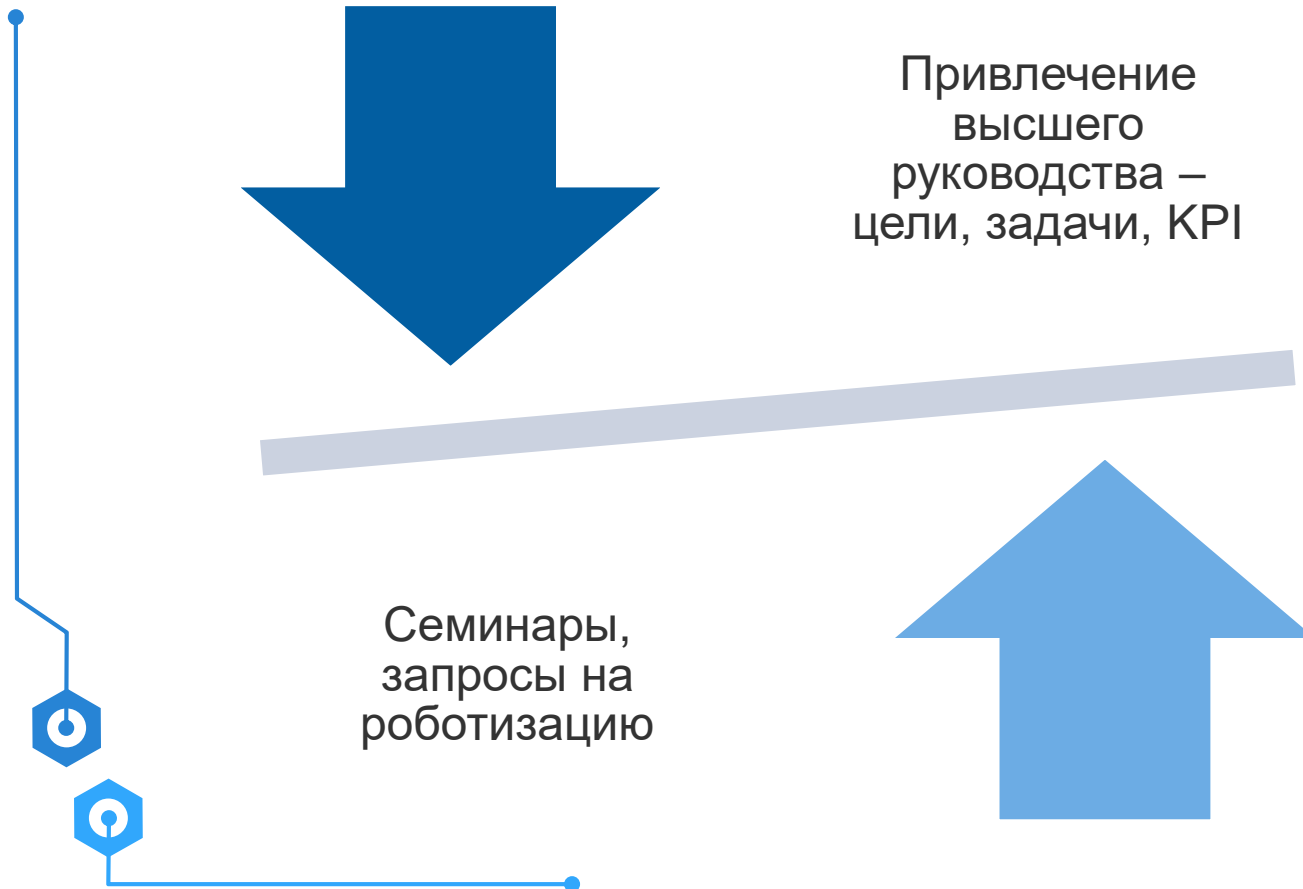 Привлечение
высшего
руководства –
цели, задачи, KPI
Семинары,
запросы на
роботизацию